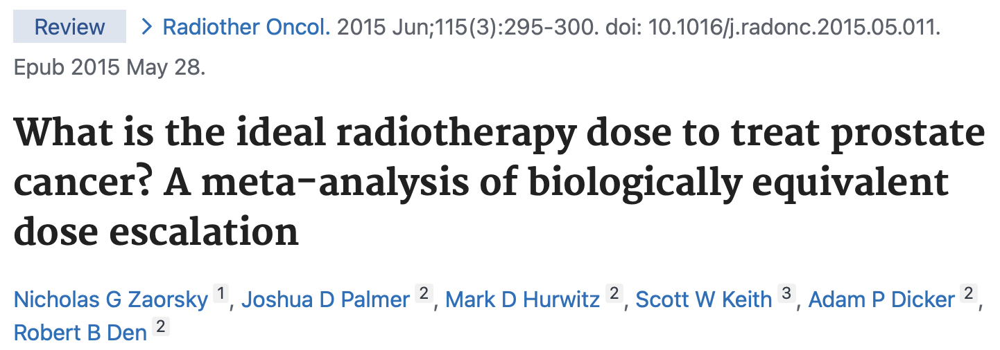 Review > Radiother Oncol. 2015 Jun;115(3):295-300. doi: 10.1016/j.radonc.2015.05.011.
Epub 2015 May 28.
What is the ideal radiotherapy dose to treat prostate
cancer? A meta-analysis of biologically equivalent
dose escalation
Nicholas G Zaorsky 1, Joshua D Palmer 2, Mark D Hurwitz 2, Scott W Keith 3, Adam P Dicker 2,
Robert B Den 2